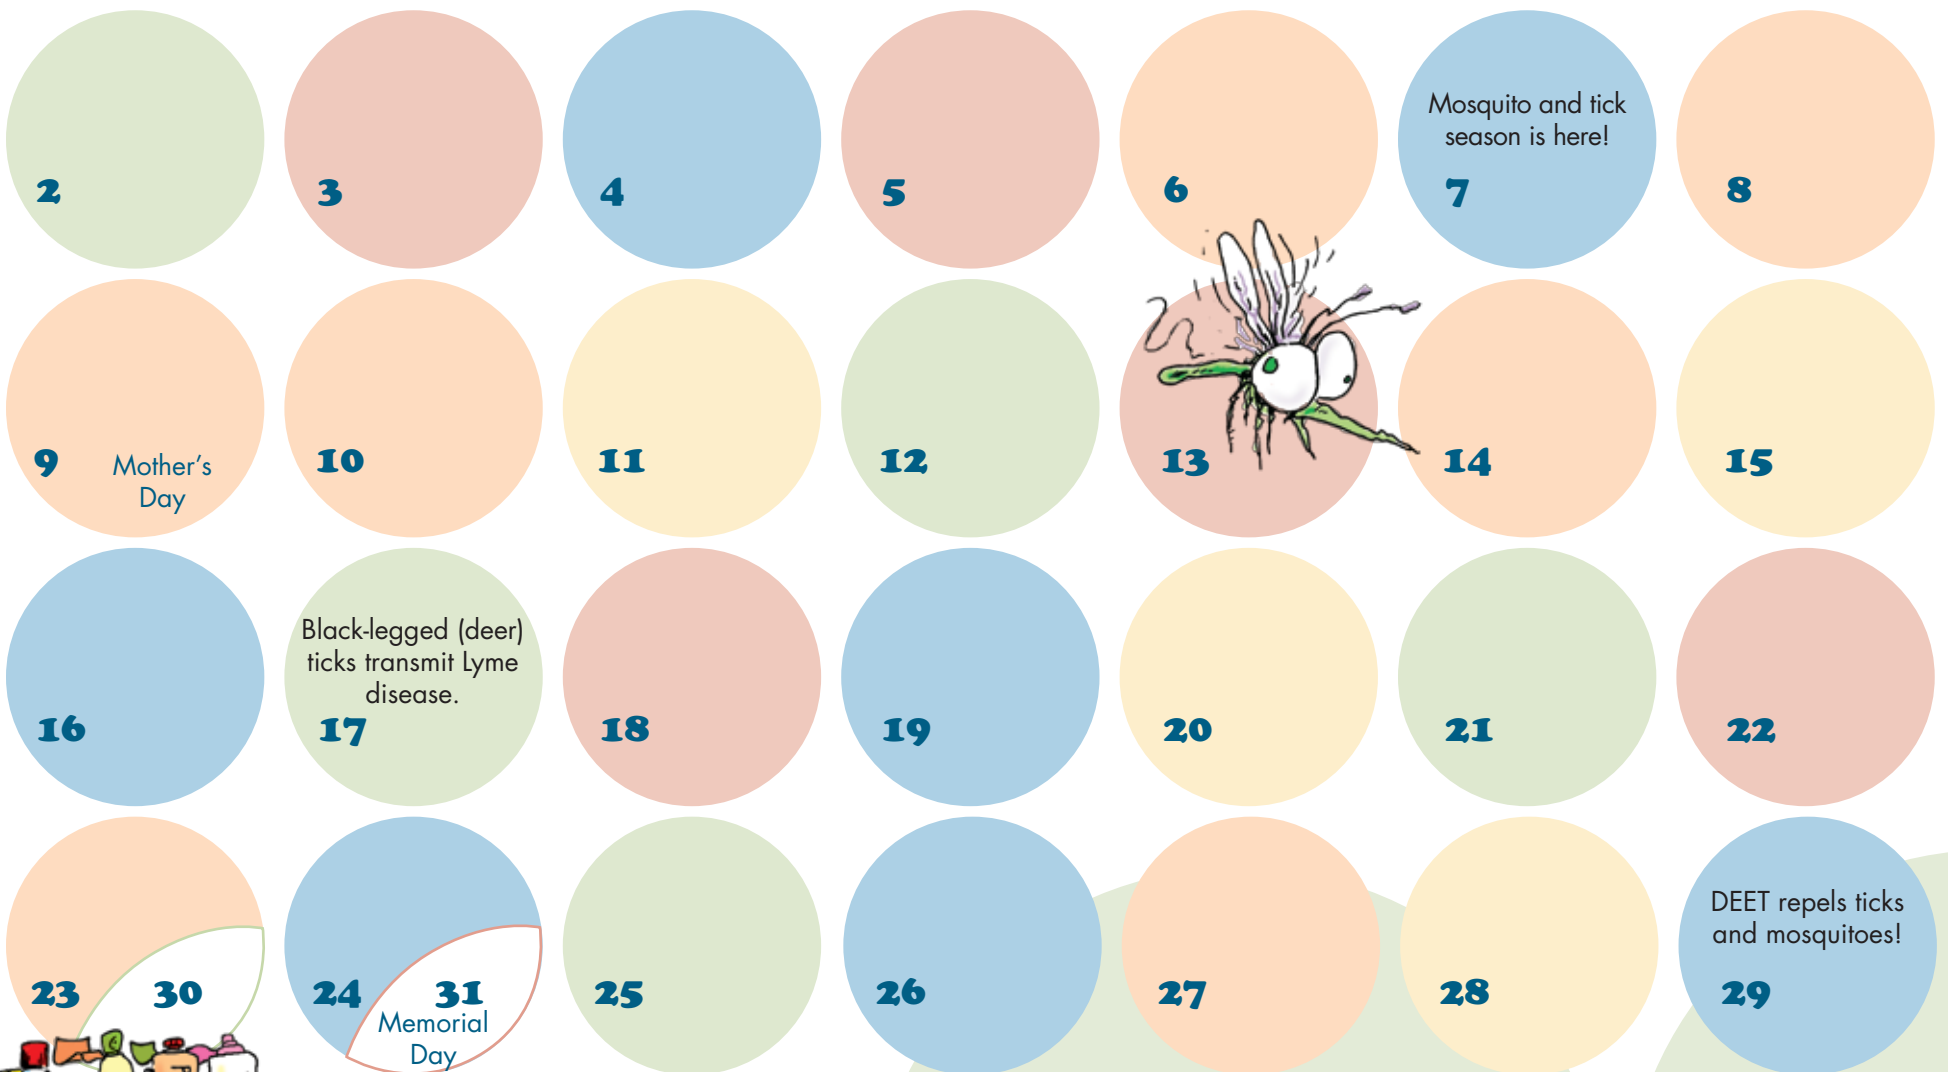 2
3
4
5
6
Mosquito and tick
season is here!
7
8
9
Mother's
Day
10
11
12
13
14
15
16
Black-legged (deer)
ticks transmit Lyme
disease.
17
18
19
20
21
22
23
30
24
31
Memorial
Day
25
26
27
28
DEET repels ticks
and mosquitoes!
29